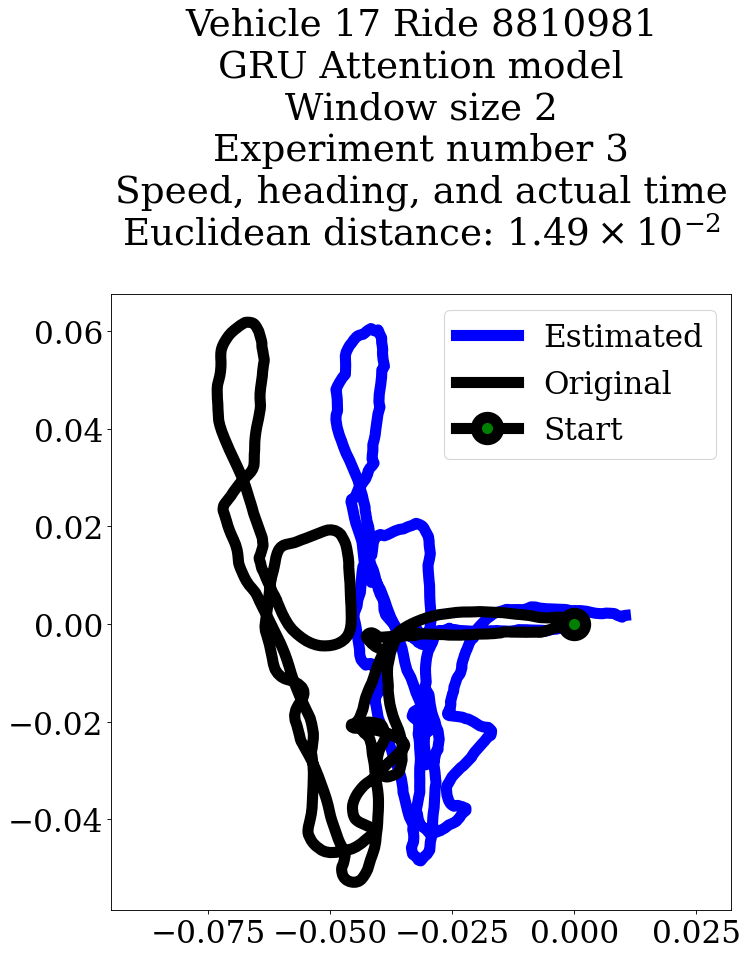 Vehicle 17 Ride 8810981
GRU Attention model
Window size 2
Experiment number 3
Speed, heading, and actual time
Euclidean distance: 1.49 × 10⁻²
Estimated
Original
Start
0.06
0.04
0.02
0.00
−0.02
−0.04
−0.075 −0.050 −0.025 0.000 0.025